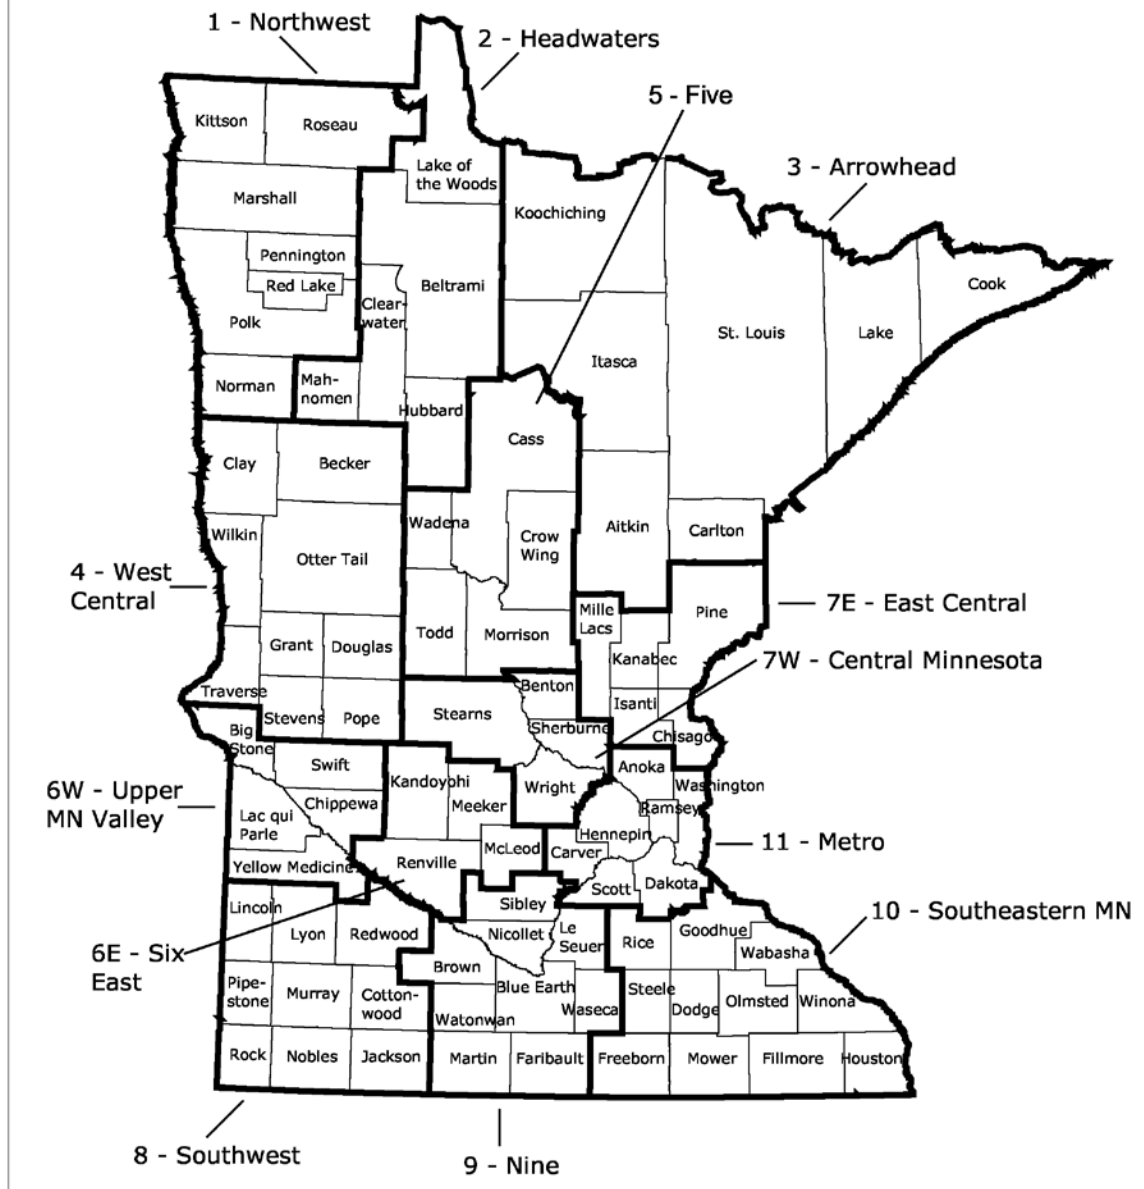 1 - Northwest
2 - Headwaters
5 - Five
3 - Arrowhead
Kittson
Roseau
Lake of
the Woods
Marshall
Koochiching
Pennington
Red Lake
Beltrami
Clear-
water
Cook
Polk
St. Louis
Lake
Itasca
Norman
Mah-
nomen
Hubbard
Cass
Clay
Becker
Wadena
Crow
Wing
Aitkin
Carlton
Wilkin
Otter Tail
4 - West
Central
7E - East Central
Mille
Lacs
Pine
Todd
Morrison
Grant
Douglas
Kanabec
7W - Central Minnesota
Traverse
Benton
Isanti
Stevens
Pope
Stearns
Sherburne
Chisago
Big
Stone
Swift
Anoka
Kandoyohi
Wright
Washington
6W - Upper
MN Valley
Chippewa
Meeker
Ramsey
Lac qui
Parle
Hennepin
11 - Metro
McLeod
Carver
Yellow Medicine
Renville
Scott
Dakota
Lincoln
Sibley
10 - Southeastern MN
Lyon
Redwood
Nicollet
Le
Seuer
Rice
Goodhue
Wabasha
6E - Six
East
Brown
Pipe-
stone
Murray
Cotton-
wood
Blue Earth
Waseca
Steele
Dodge
Olmsted
Winona
Watonwan
Rock
Nobles
Jackson
Martin
Faribault
Freeborn
Mower
Fillmore
Houston
8 - Southwest
9 - Nine